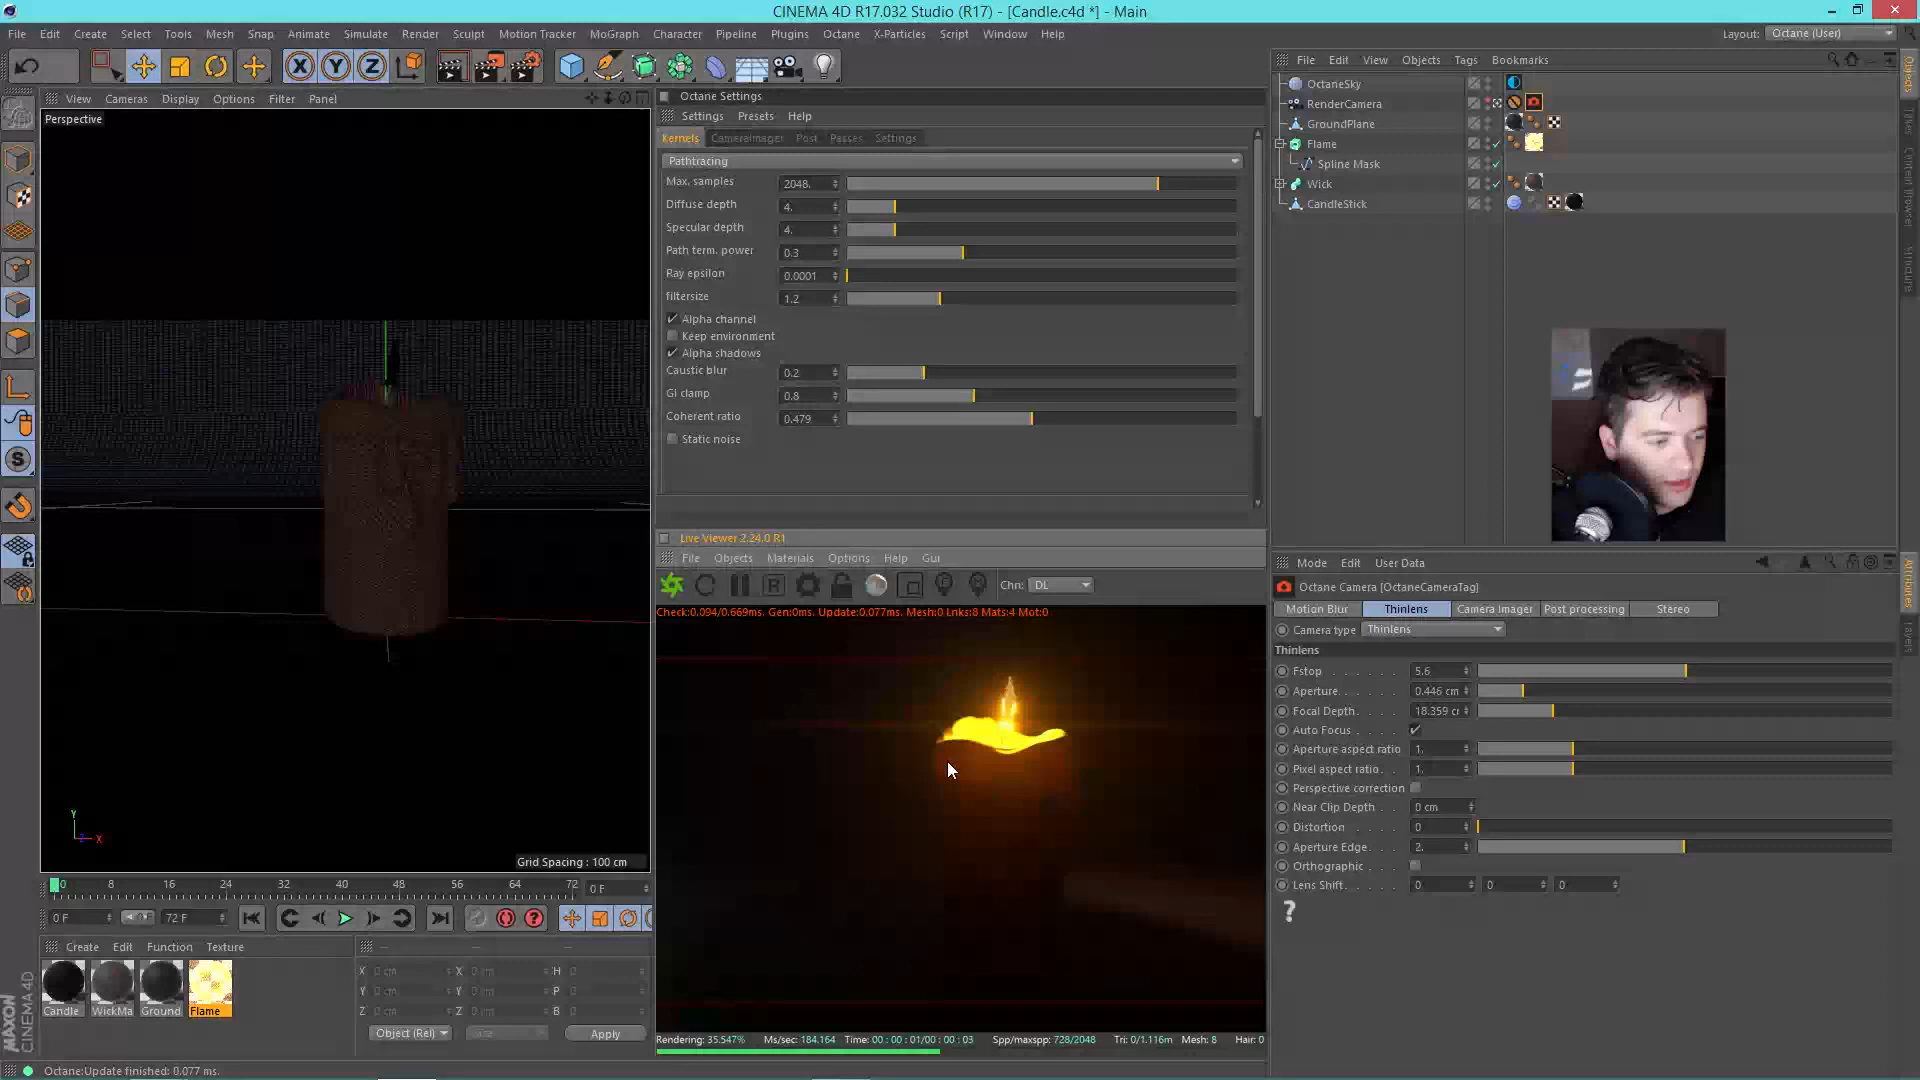 CINEMA 4D R17.032 Studio (R17) - [Candle.c4d *] - Main
File Edit Create Select Tools Mesh Snap Animate Simulate Render Sculpt Motion Tracker MoGraph Character Pipeline Plugins Octane X-Particles Script Window Help
Layout: Octane (User)
View Cameras Display Options Filter Panel
Perspective
Grid Spacing : 100 cm
Y
X
Octane Settings
Settings Presets Help
Kernels CameraImager Post Passes Settings
Pathtracing
Max. samples 2048.
Diffuse depth 4.
Specular depth 4.
Path term. power 0.3
Ray epsilon 0.0001
filtersize 1.2
Alpha channel
Keep environment
Alpha shadows
Caustic blur 0.2
GI clamp 0.8
Coherent ratio 0.479
Static noise
Live Viewer 2.24.0 R1
File Objects Materials Options Help Gui
Chn: DL
Check:0.094/0.669ms. Gen:0ms. Update:0.077ms. Mesh:0 Lnks:8 Mats:4 Mot:0
Rendering: 35.547% Ms/sec: 184.164 Time: 00 : 00 : 01/00 : 00 : 03 Spp/maxspp: 728/2048 Tri: 0/1.116m Mesh: 8 Hair: 0
File Edit View Objects Tags Bookmarks
OctaneSky
RenderCamera
GroundPlane
Flame
Spline Mask
Wick
CandleStick
Objects
Content Browser
Structure
Mode Edit User Data
Octane Camera [OctaneCameraTag]
Motion Blur Thinlens Camera Imager Post processing Stereo
Camera type Thinlens
Thinlens
Fstop 5.6
Aperture 0.446 cm
Focal Depth 18.359 cr
Auto Focus
Aperture aspect ratio 1.
Pixel aspect ratio 1.
Perspective correction
Near Clip Depth 0 cm
Distortion 0
Aperture Edge 2.
Orthographic
Lens Shift 0 0 0
?
Attributes
Layers
0 8 16 24 32 40 48 56 64 72 0 F
0 F 72 F
Create Edit Function Texture
Candle WickMa Ground Flame
X 0 cm X 0 cm H 0
Y 0 cm Y 0 cm P 0
Z 0 cm Z 0 cm B 0
Object (Rel) Size Apply
MAXON CINEMA 4D
Octane:Update finished: 0.077 ms.